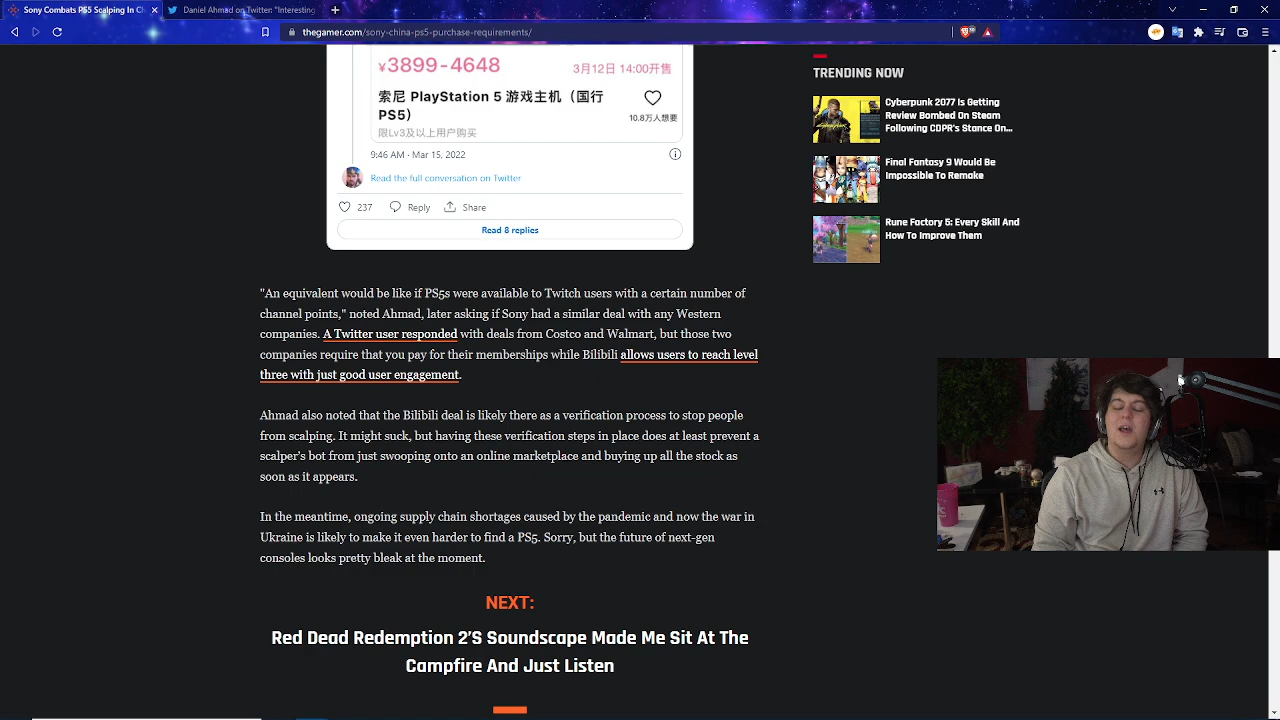 Sony Combats PS5 Scalping In Ch
Daniel Ahmad on Twitter: "Interesting
thegamer.com/sony-china-ps5-purchase-requirements/
¥3899-4648
3月12日 14:00开售
索尼 PlayStation 5 游戏主机（国行
PS5）
10.8万人想要
限Lv3及以上用户购买
9:46 AM · Mar 15, 2022
Read the full conversation on Twitter
237 Reply Share
Read 8 replies
"An equivalent would be like if PS5s were available to Twitch users with a certain number of
channel points," noted Ahmad, later asking if Sony had a similar deal with any Western
companies. A Twitter user responded with deals from Costco and Walmart, but those two
companies require that you pay for their memberships while Bilibili allows users to reach level
three with just good user engagement.
Ahmad also noted that the Bilibili deal is likely there as a verification process to stop people
from scalping. It might suck, but having these verification steps in place does at least prevent a
scalper's bot from just swooping onto an online marketplace and buying up all the stock as
soon as it appears.
In the meantime, ongoing supply chain shortages caused by the pandemic and now the war in
Ukraine is likely to make it even harder to find a PS5. Sorry, but the future of next-gen
consoles looks pretty bleak at the moment.
NEXT:
Red Dead Redemption 2'S Soundscape Made Me Sit At The
Campfire And Just Listen
TRENDING NOW
Cyberpunk 2077 Is Getting
Review Bombed On Steam
Following CDPR's Stance On...
Final Fantasy 9 Would Be
Impossible To Remake
Rune Factory 5: Every Skill And
How To Improve Them